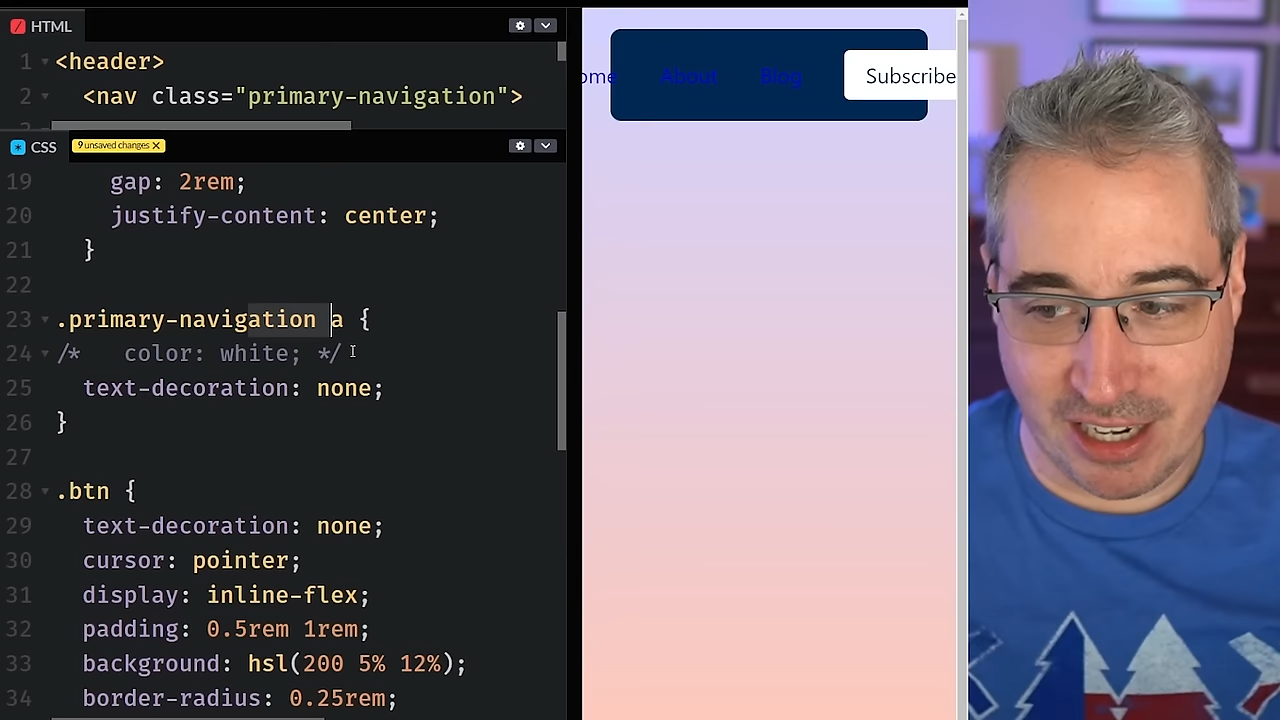 HTML
1 <header>
2 <nav class="primary-navigation">
CSS 9 unsaved changes X
19 gap: 2rem;
20 justify-content: center;
21 }
22
23 .primary-navigation a {
24 /* color: white; */
25 text-decoration: none;
26 }
27
28 .btn {
29 text-decoration: none;
30 cursor: pointer;
31 display: inline-flex;
32 padding: 0.5rem 1rem;
33 background: hsl(200 5% 12%);
34 border-radius: 0.25rem;
ome About Blog Subscribe